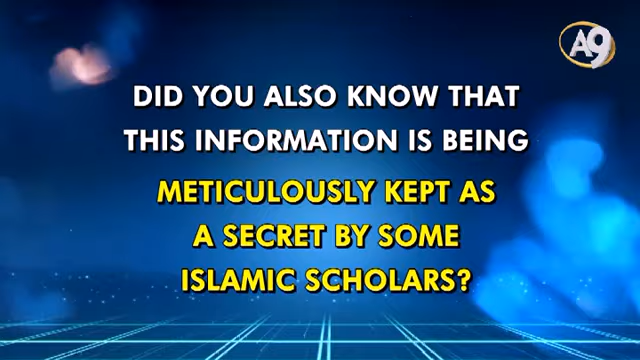 A9
DID YOU ALSO KNOW THAT
THIS INFORMATION IS BEING
METICULOUSLY KEPT AS
A SECRET BY SOME
ISLAMIC SCHOLARS?